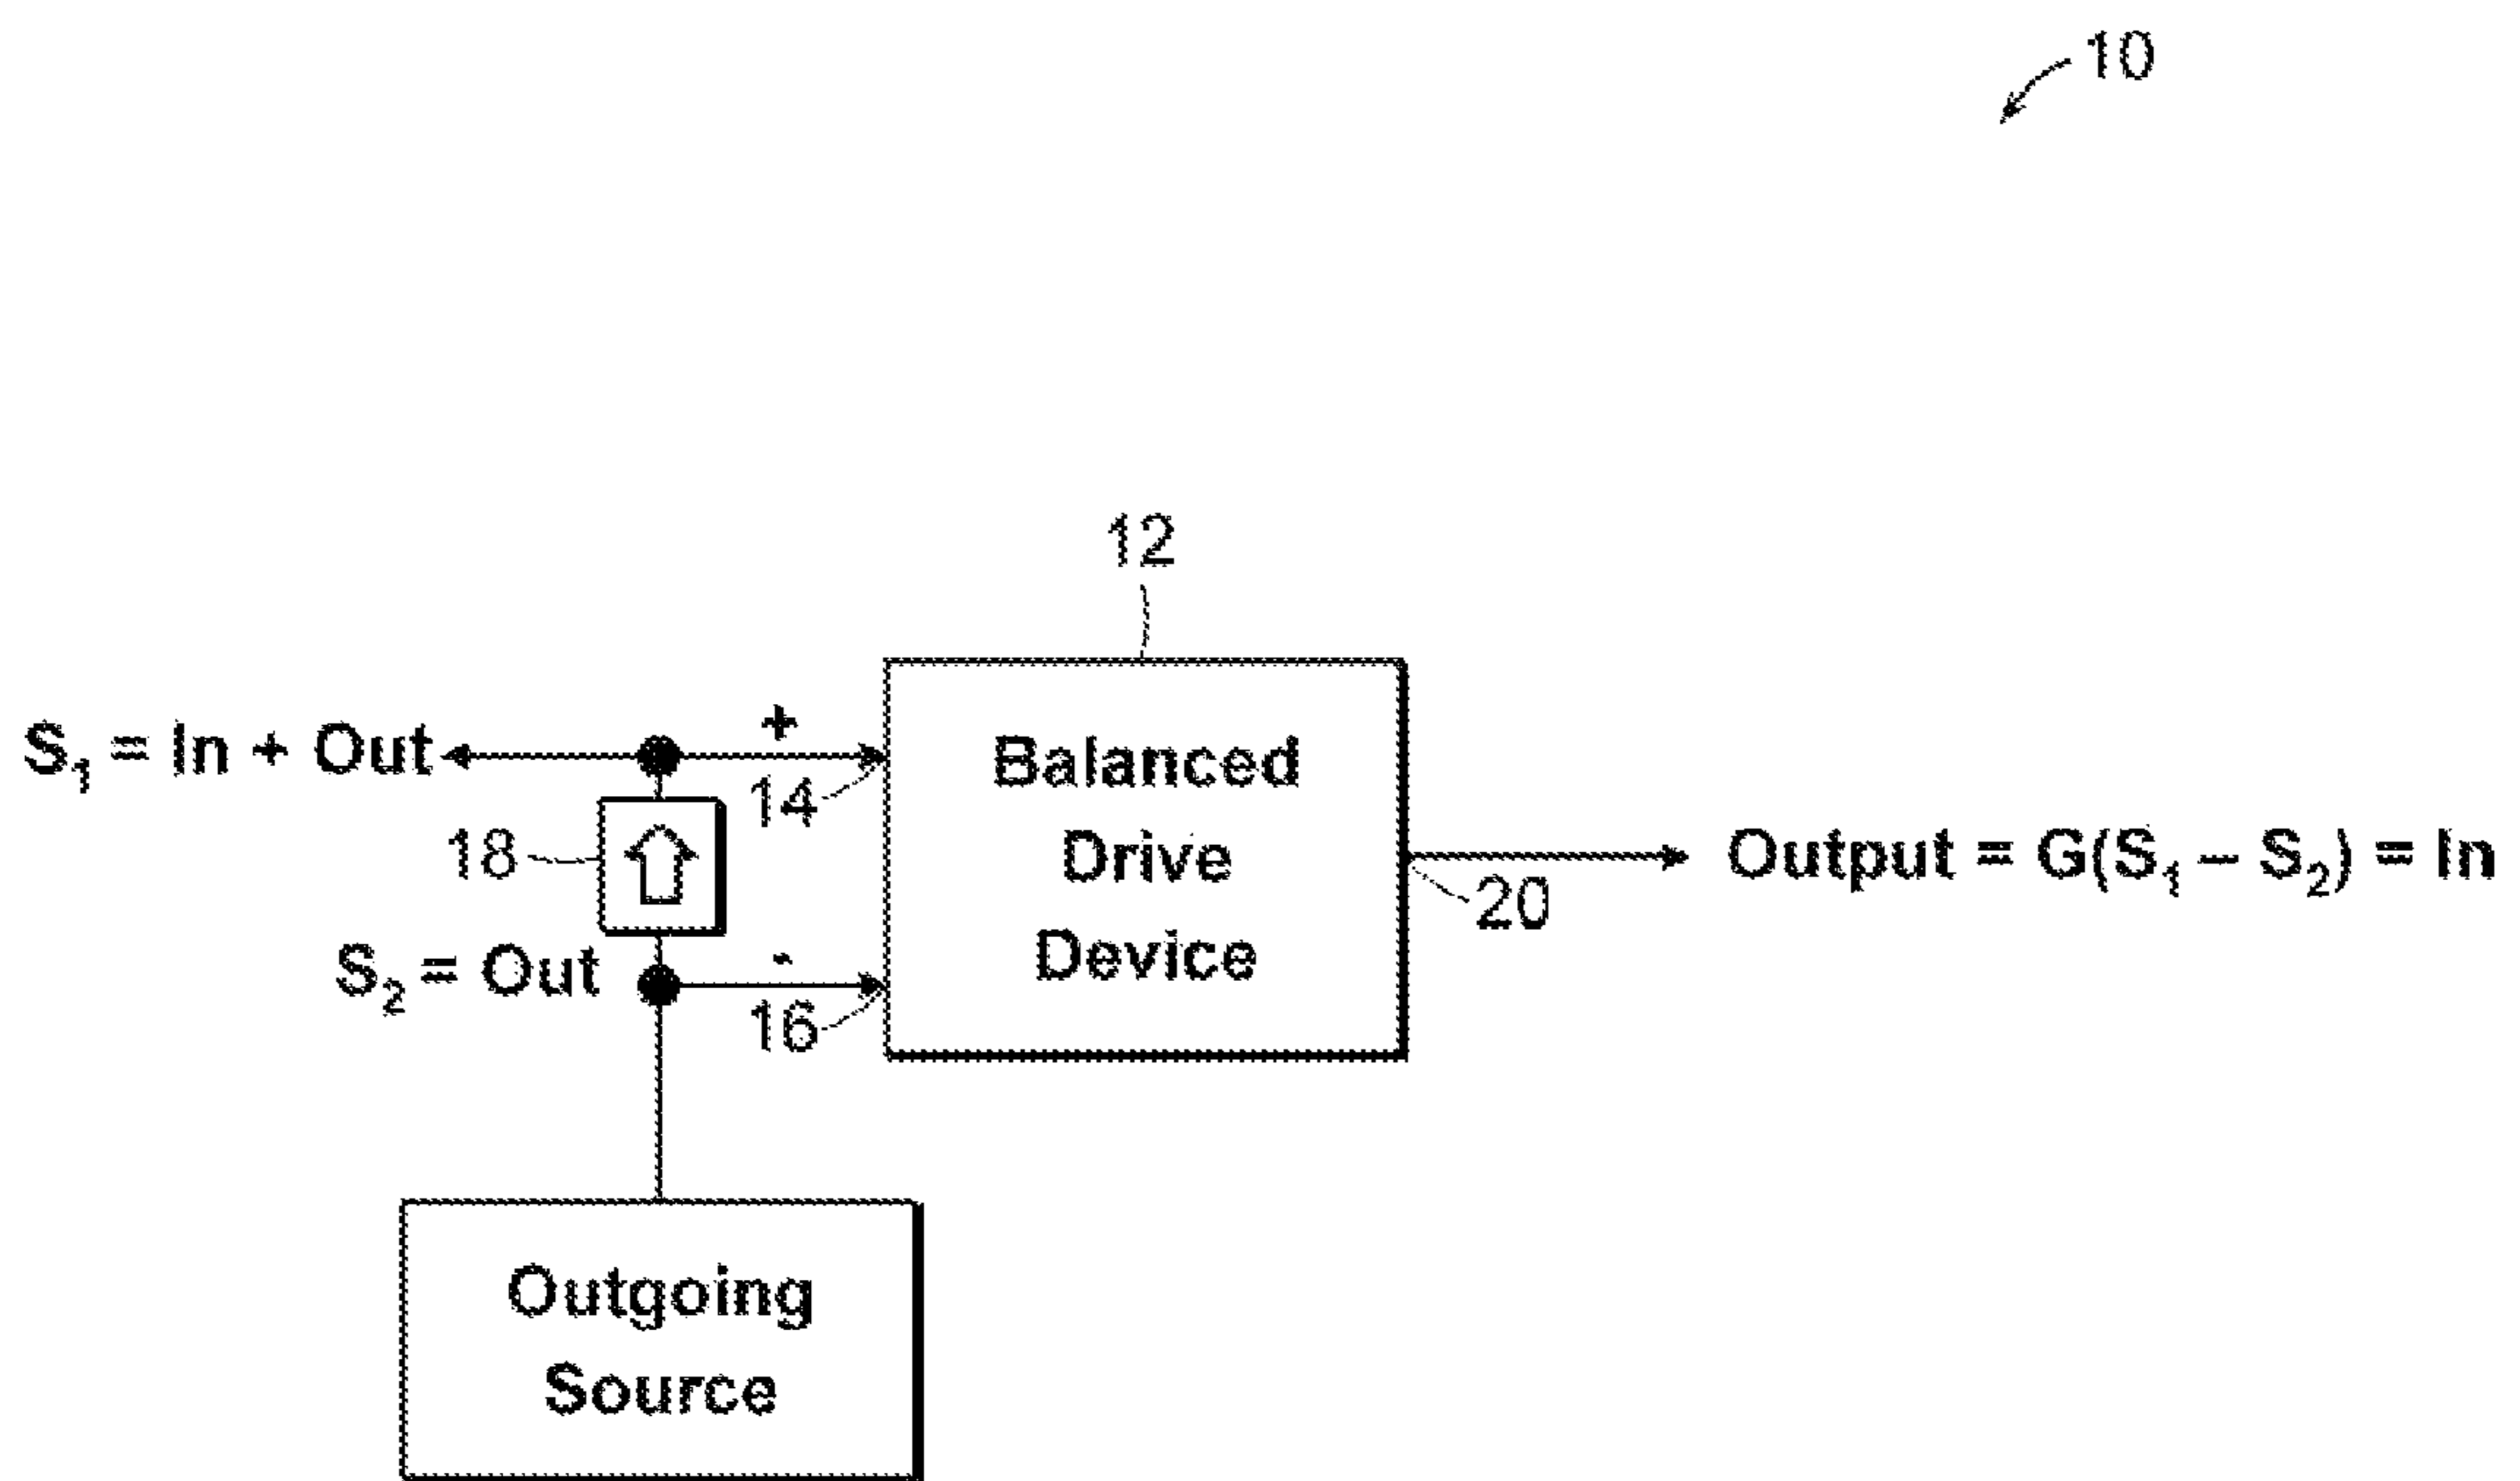 10
12
S₁ = In + Out
+
14
Balanced
Drive
Device
18
Output = G(S₁ – S₂) = In
20
S₂ = Out
-
16
Outgoing
Source